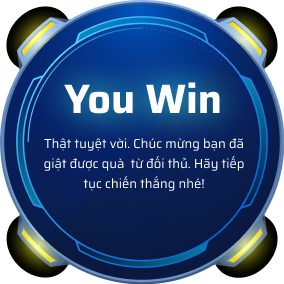 You Win
Thật tuyệt vời. Chúc mừng bạn đã
giật được quà từ đối thủ. Hãy tiếp
tục chiến thắng nhé!